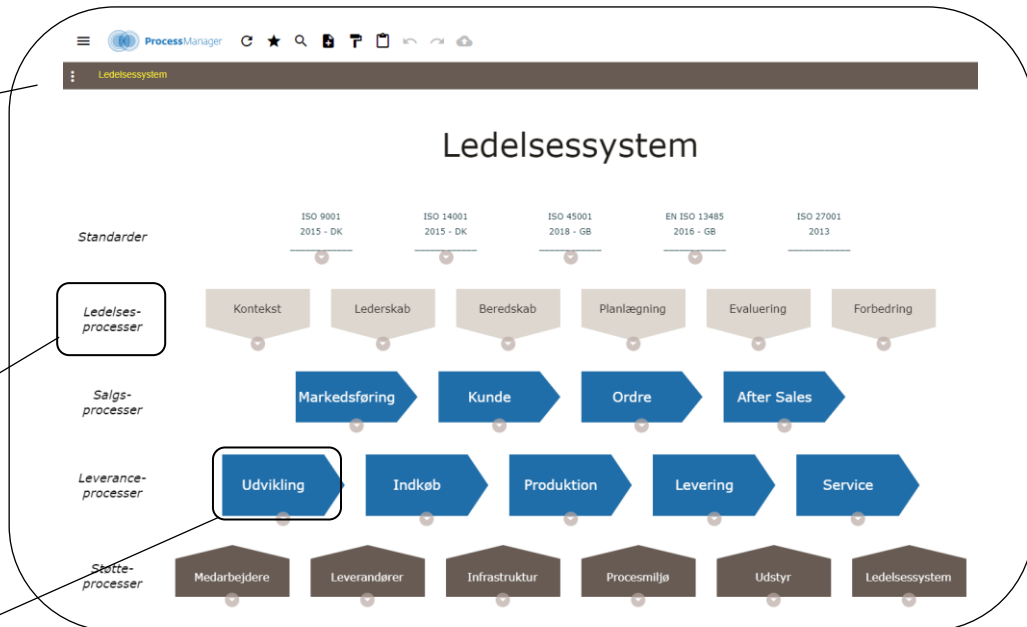 ProcessManager
Ledelsessystem
Ledelsessystem
Standarder
ISO 9001
2015 - DK
ISO 14001
2015 - DK
ISO 45001
2018 - GB
EN ISO 13485
2016 - GB
ISO 27001
2013
Ledelses-
processer
Kontekst
Lederskab
Beredskab
Planlægning
Evaluering
Forbedring
Salgs-
processer
Markedsføring
Kunde
Ordre
After Sales
Leverance-
processer
Udvikling
Indkøb
Produktion
Levering
Service
Støtte-
processer
Medarbejdere
Leverandører
Infrastruktur
Procesmiljø
Udstyr
Ledelsessystem